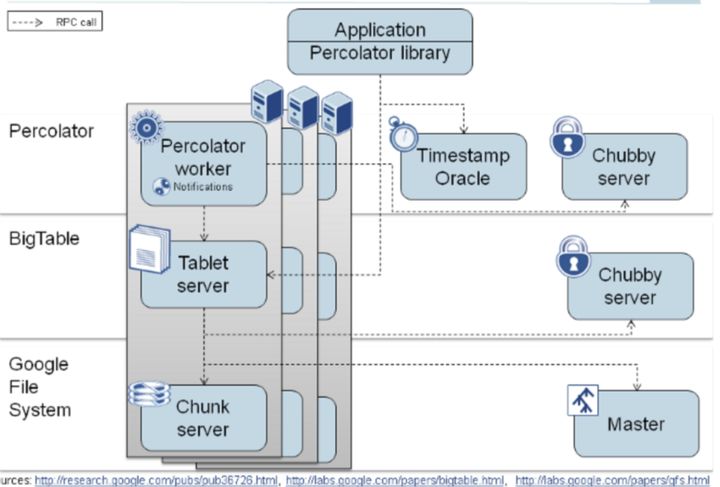 RPC call
Application
Percolator library
Percolator
Percolator
worker
Notifications
Timestamp
Oracle
Chubby
server
BigTable
Tablet
server
Chubby
server
Google
File
System
Chunk
server
Master
urces: http://research.google.com/pubs/pub36726.html, http://labs.google.com/papers/bigtable.html, http://labs.google.com/papers/gfs.html